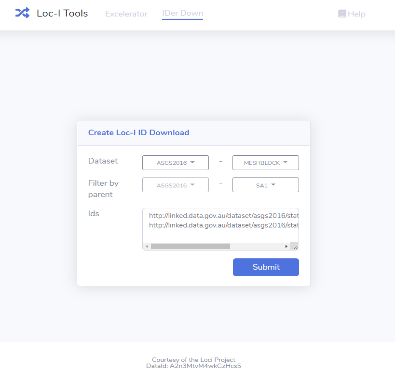 Loc-I Tools Excelerator IDer Down Help
Create Loc-I ID Download
Dataset ASGS2016 - MESHBLOCK
Filter by parent ASGS2016 - SA1
Ids
http://linked.data.gov.au/dataset/asgs2016/stat
http://linked.data.gov.au/dataset/asgs2016/stat
Submit
Courtesy of the Loci Project